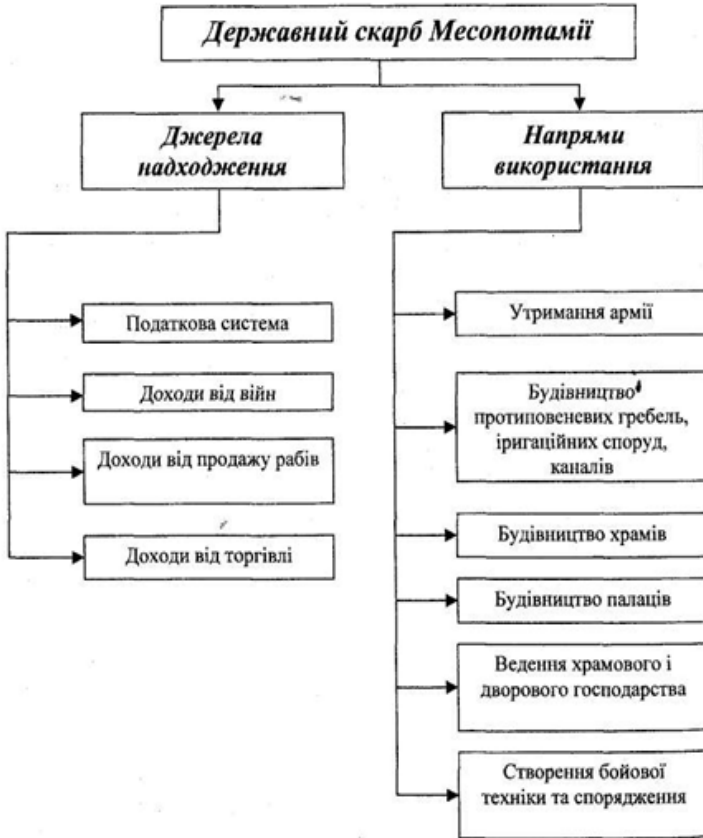 Державний скарб Месопотамії
Джерела
надходження
Податкова система
Доходи від війн
Доходи від продажу рабів
Доходи від торгівлі
Напрями
використання
Утримання армії
Будівництво
протиповеневих гребель,
іригаційних споруд,
каналів
Будівництво храмів
Будівництво палаців
Ведення храмового і
дворового господарства
Створення бойової
техніки та спорядження